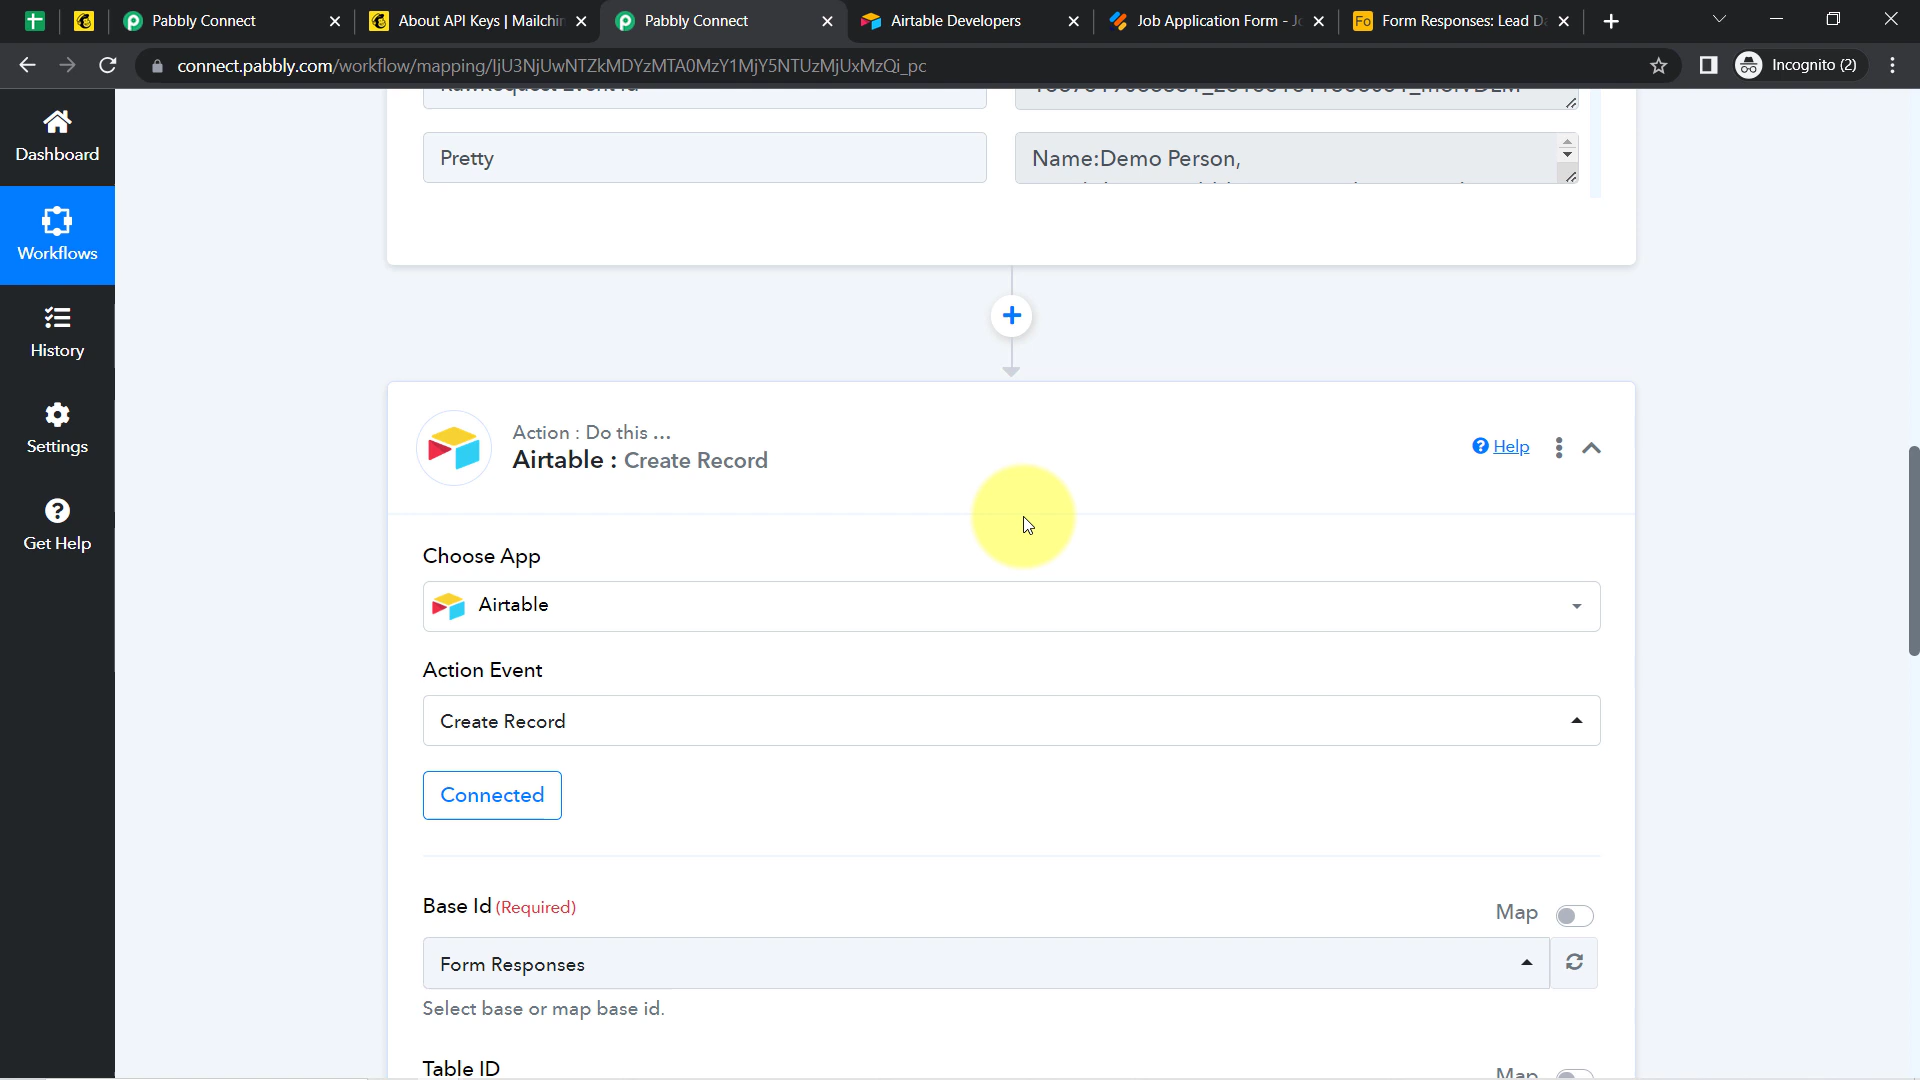 Pabbly Connect
About API Keys | Mailchi
Pabbly Connect
Airtable Developers
Job Application Form - Jo
Form Responses: Lead D
connect.pabbly.com/workflow/mapping/IjU3NjUwNTZkMDYzMTA0MzY1MjY5NTUzMjUxMzQi_pc
Incognito (2)
Dashboard
Workflows
History
Settings
Get Help
Pretty
Name:Demo Person,
Action : Do this ...
Airtable : Create Record
Help
Choose App
Airtable
Action Event
Create Record
Connected
Base Id (Required)
Map
Form Responses
Select base or map base id.
Table ID
Map